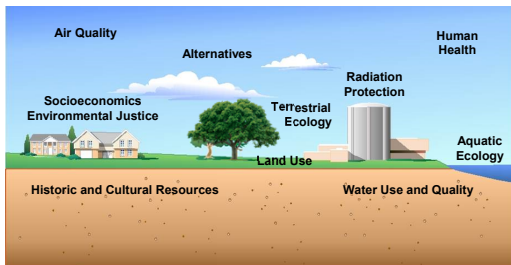 Air Quality
Human
Health
Alternatives
Radiation
Protection
Socioeconomics
Environmental Justice
Terrestrial
Ecology
Aquatic
Ecology
Land Use
Historic and Cultural Resources
Water Use and Quality